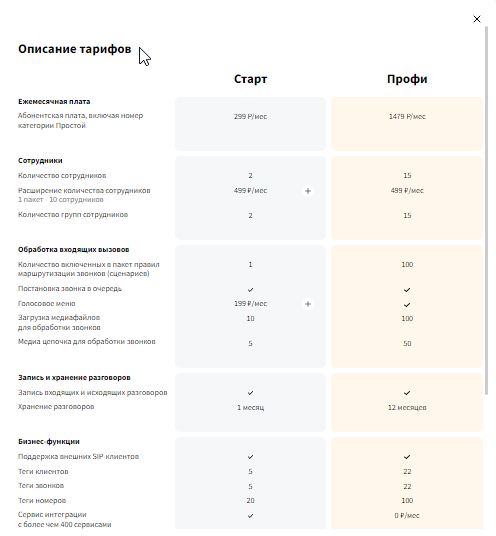 Описание тарифов
Старт Профи
Ежемесячная плата
Абонентская плата, включая номер категории Простой 299 ₽/мес 1479 ₽/мес
Сотрудники
Количество сотрудников 2 15
Расширение количества сотрудников 499 ₽/мес + 499 ₽/мес
1 пакет - 10 сотрудников
Количество групп сотрудников 2 15
Обработка входящих вызовов
Количество включенных в пакет правил маршрутизации звонков (сценариев) 1 100
Постановка звонка в очередь ✓ ✓
Голосовое меню 199 ₽/мес + ✓
Загрузка медиафайлов для обработки звонков 10 100
Медиа цепочка для обработки звонков 5 50
Запись и хранение разговоров
Запись входящих и исходящих разговоров ✓ ✓
Хранение разговоров 1 месяц 12 месяцев
Бизнес-функции
Поддержка внешних SIP клиентов ✓ ✓
Теги клиентов 5 22
Теги звонков 5 22
Теги номеров 20 100
Сервис интеграции с более чем 400 сервисами ✓ 0 ₽/мес